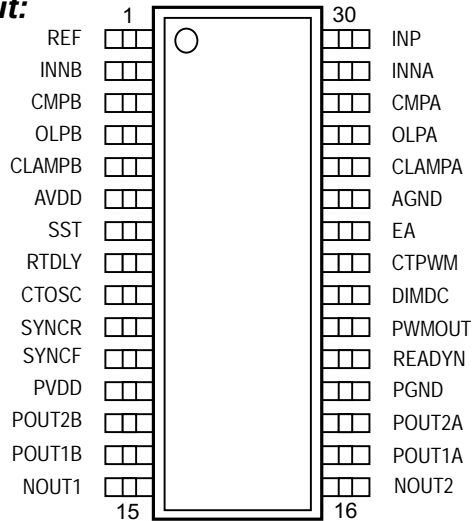 ut:
1 30
REF INP
INNB INNA
CMPB CMPA
OLPB OLPA
CLAMPB CLAMPA
AVDD AGND
SST EA
RTDLY CTPWM
CTOSC DIMDC
SYNCR PWMOUT
SYNCF READYN
PVDD PGND
POUT2B POUT2A
POUT1B POUT1A
NOUT1 NOUT2
15 16